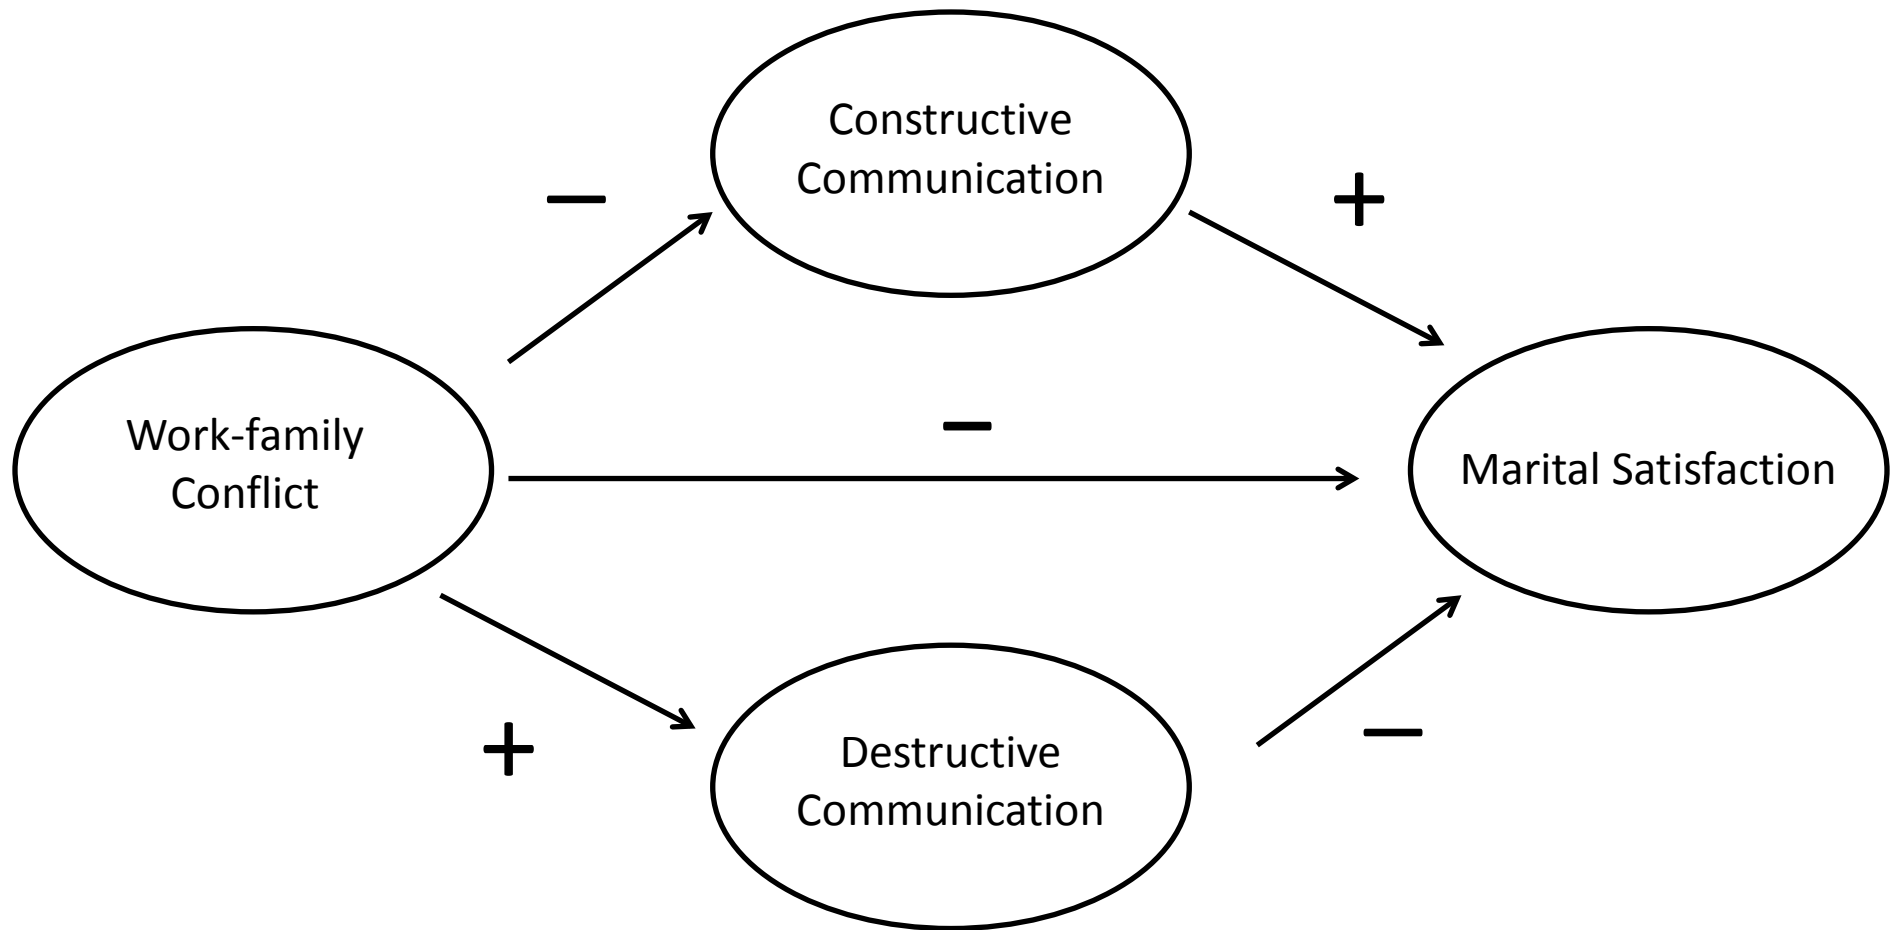 Constructive
Communication
−
+
Work-family
Conflict
−
Marital Satisfaction
+
−
Destructive
Communication